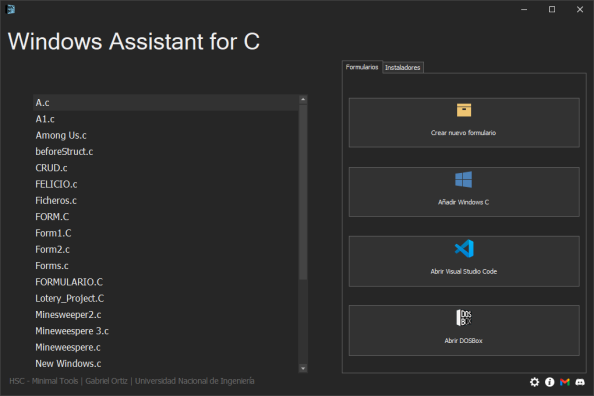 Windows Assistant for C
Formularios
Instaladores
A.c
A1.c
Among Us.c
beforeStruct.c
CRUD.c
FELICIO.c
Ficheros.c
FORM.C
Form1.C
Form2.c
Forms.c
FORMULARIO.C
Lotery_Project.C
Minesweeper2.c
Mineweespere 3.c
Mineweespere.c
New Windows.c
Crear nuevo formulario
Añadir Windows C
Abrir Visual Studio Code
DOS
BOX
Abrir DOSBox
HSC - Minimal Tools | Gabriel Ortiz | Universidad Nacional de Ingeniería